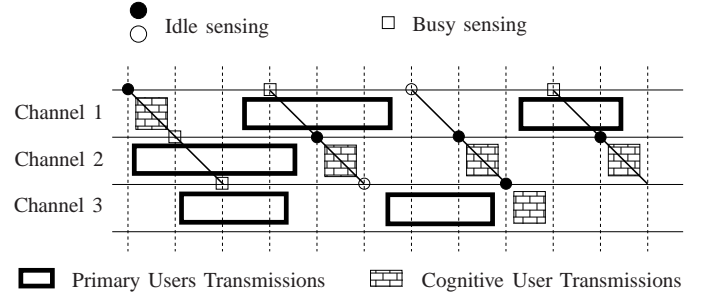 Idle sensing
Busy sensing
Channel 1
Channel 2
Channel 3
Primary Users Transmissions
Cognitive User Transmissions